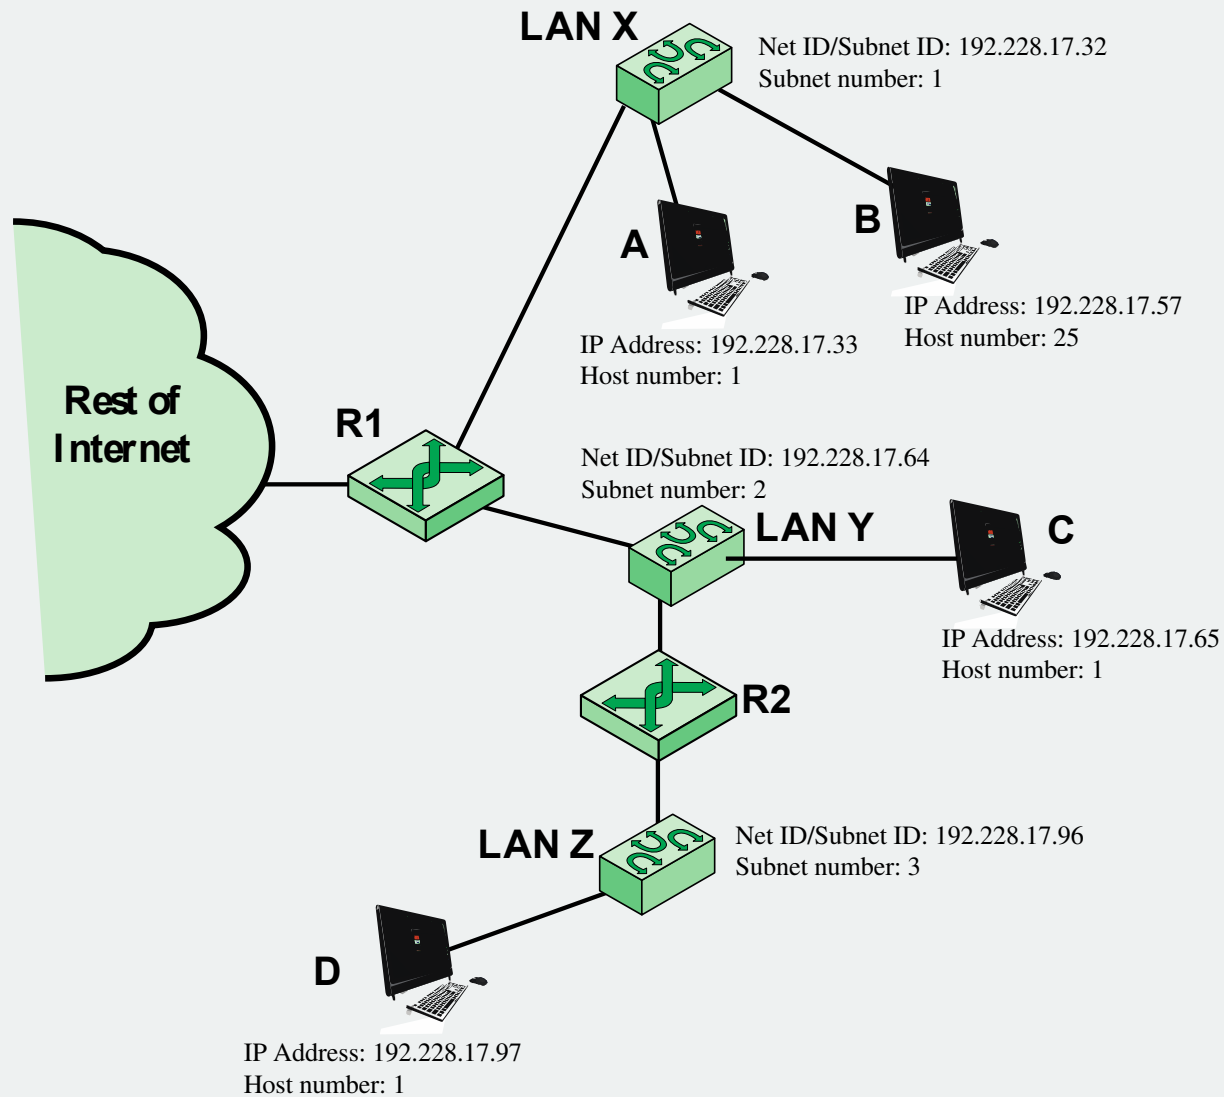 LAN X
Net ID/Subnet ID: 192.228.17.32
Subnet number: 1
B
A
IP Address: 192.228.17.57
Host number: 25
IP Address: 192.228.17.33
Host number: 1
Rest of
Internet
R1
Net ID/Subnet ID: 192.228.17.64
Subnet number: 2
LAN Y
C
IP Address: 192.228.17.65
Host number: 1
R2
LAN Z
Net ID/Subnet ID: 192.228.17.96
Subnet number: 3
D
IP Address: 192.228.17.97
Host number: 1